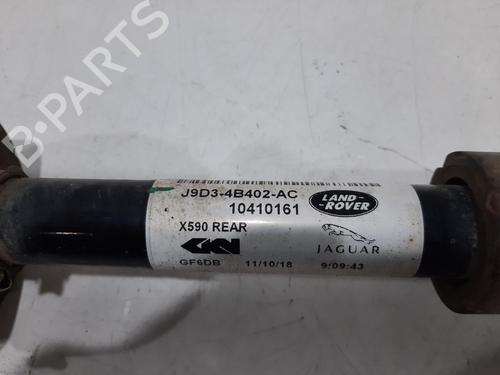 J9D3-4B402-AC
10410161
LAND-
-ROVER
X590 REAR
GKN
JAGUAR
GF6DB 11/10/18 9:09:43
B-PARTS